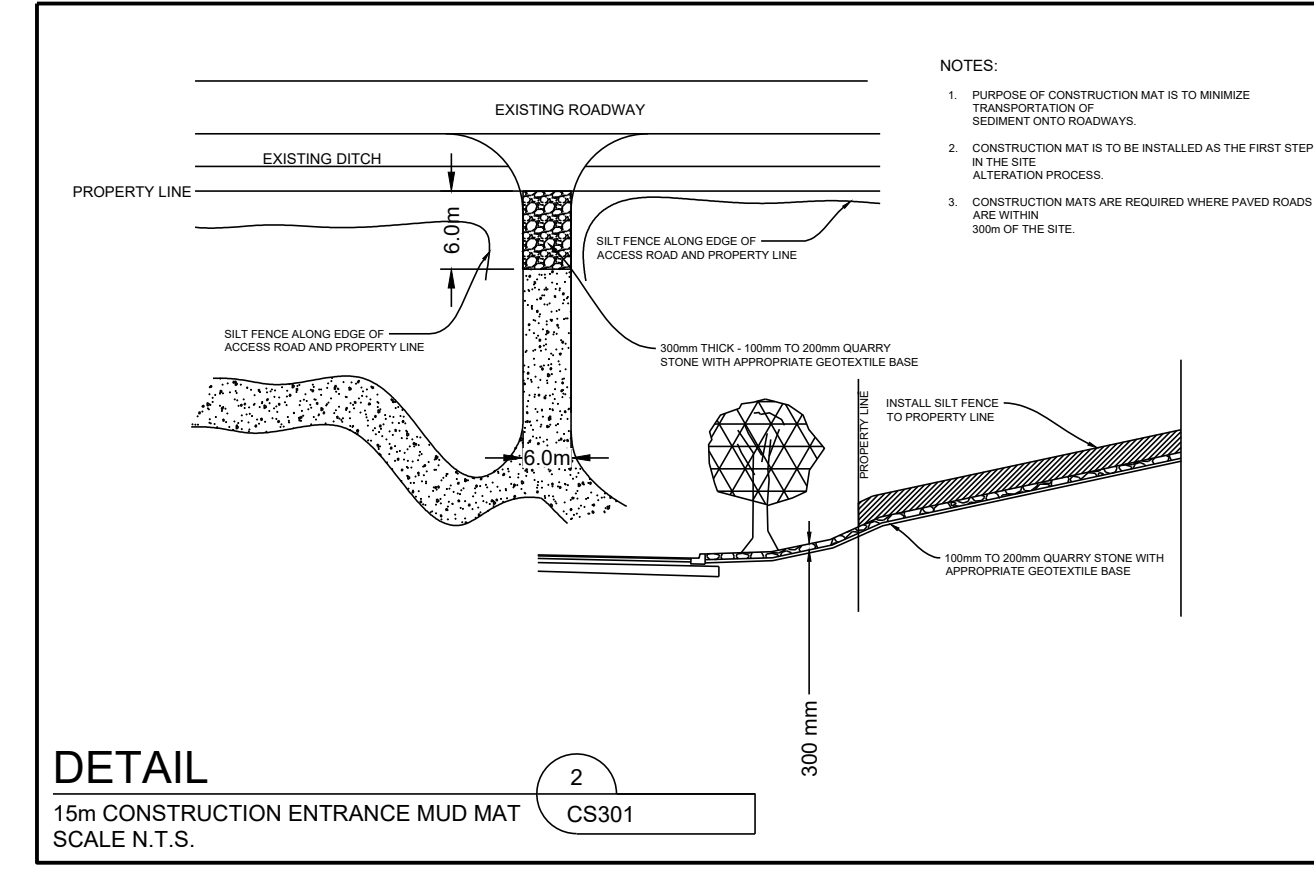 NOTES:
1. PURPOSE OF CONSTRUCTION MAT IS TO MINIMIZE
TRANSPORTATION OF
SEDIMENT ONTO ROADWAYS.
2. CONSTRUCTION MAT IS TO BE INSTALLED AS THE FIRST STEP
IN THE SITE
ALTERATION PROCESS.
3. CONSTRUCTION MATS ARE REQUIRED WHERE PAVED ROADS
ARE WITHIN
300m OF THE SITE.
EXISTING ROADWAY
EXISTING DITCH
PROPERTY LINE
6.0m
SILT FENCE ALONG EDGE OF
ACCESS ROAD AND PROPERTY LINE
SILT FENCE ALONG EDGE OF
ACCESS ROAD AND PROPERTY LINE
300mm THICK - 100mm TO 200mm QUARRY
STONE WITH APPROPRIATE GEOTEXTILE BASE
6.0m
PROPERTY LINE
INSTALL SILT FENCE
TO PROPERTY LINE
100mm TO 200mm QUARRY STONE WITH
APPROPRIATE GEOTEXTILE BASE
300 mm
DETAIL
2
15m CONSTRUCTION ENTRANCE MUD MAT
CS301
SCALE N.T.S.